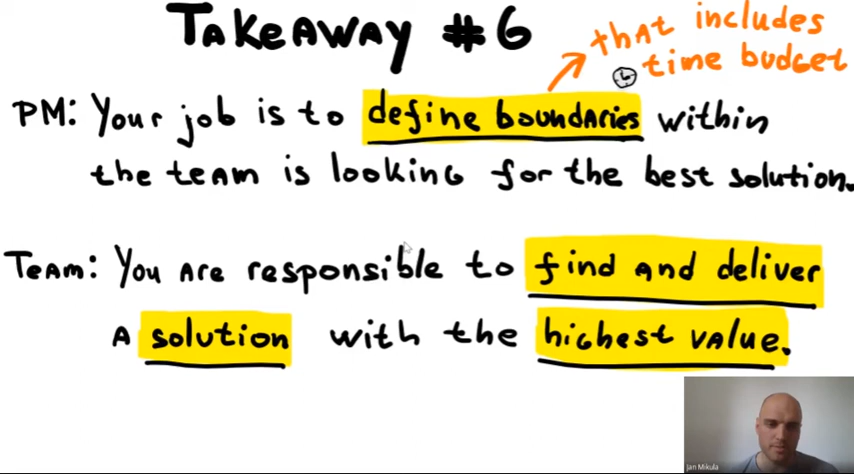 TAKEAWAY #6
that includes
time budget
PM: Your job is to define boundaries within
the team is looking for the best solution.
Team: You are responsible to find and deliver
a solution with the highest value.
Jan Mikula